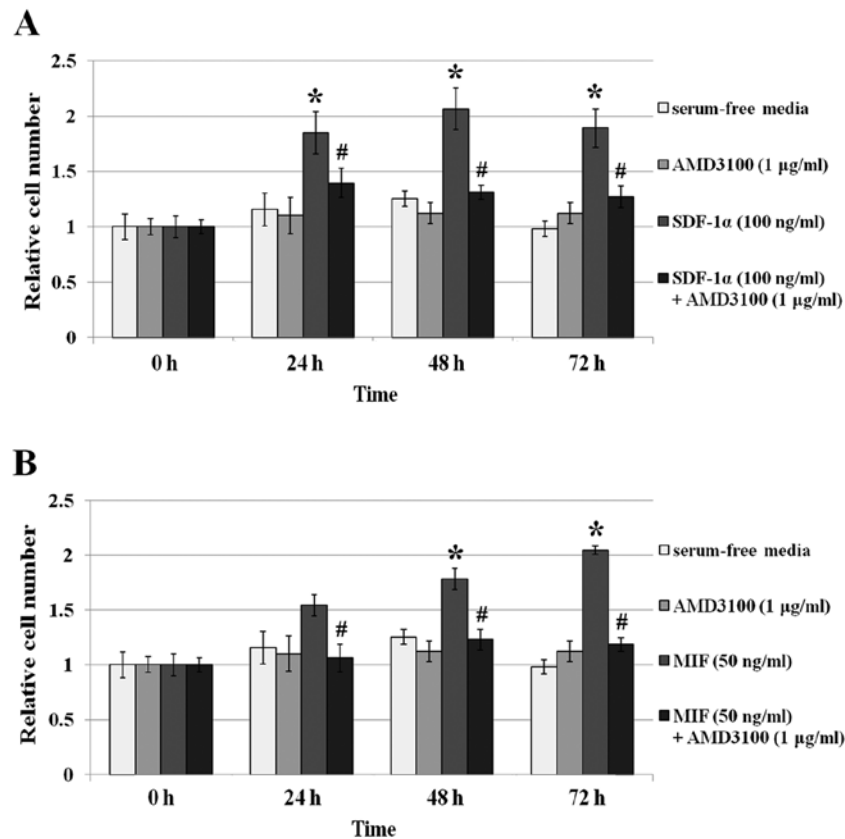 A
Relative cell number
2.5
2
1.5
1
0.5
0
*
*
*
#
#
#
0 h
24 h
48 h
72 h
Time
serum-free media
AMD3100 (1 µg/ml)
SDF-1α (100 ng/ml)
SDF-1α (100 ng/ml)
+ AMD3100 (1 µg/ml)
B
Relative cell number
2.5
2
1.5
1
0.5
0
*
*
#
#
#
0 h
24 h
48 h
72 h
Time
serum-free media
AMD3100 (1 µg/ml)
MIF (50 ng/ml)
MIF (50 ng/ml)
+ AMD3100 (1 µg/ml)